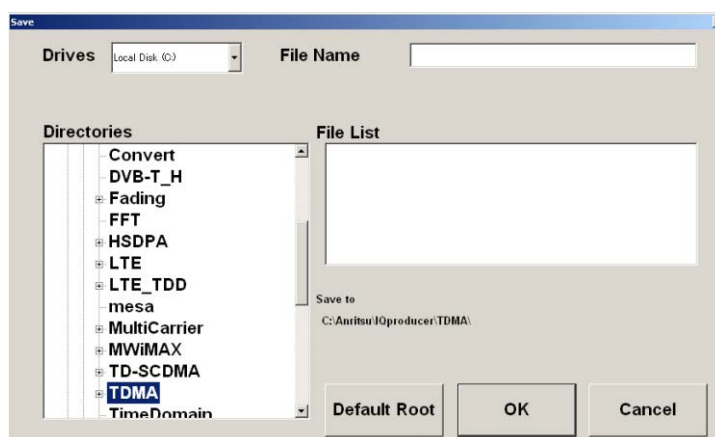 Save
Drives
Local Disk (C:)
File Name
Directories
File List
Convert
DVB-T_H
Fading
FFT
HSDPA
LTE
LTE_TDD
mesa
MultiCarrier
MWiMAX
TD-SCDMA
TDMA
TimeDomain
Save to
C:\Anritsu\IQproducer\TDMA\
Default Root
OK
Cancel